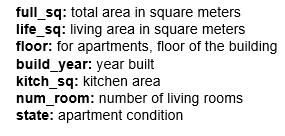 full_sq: total area in square meters
life_sq: living area in square meters
floor: for apartments, floor of the building
build_year: year built
kitch_sq: kitchen area
num_room: number of living rooms
state: apartment condition